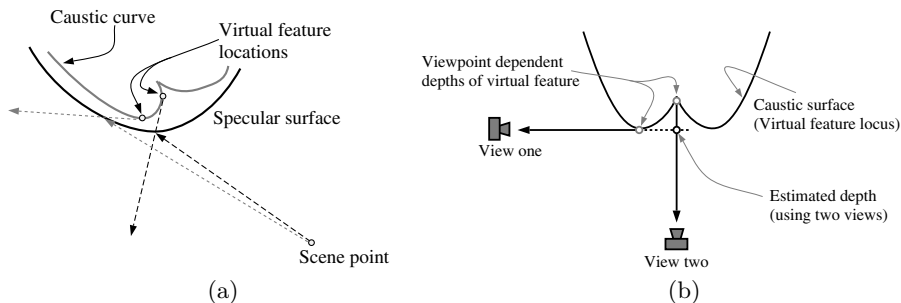 Caustic curve
Virtual feature
locations
Specular surface
Scene point
(a)
Viewpoint dependent
depths of virtual feature
Caustic surface
(Virtual feature locus)
View one
Estimated depth
(using two views)
View two
(b)